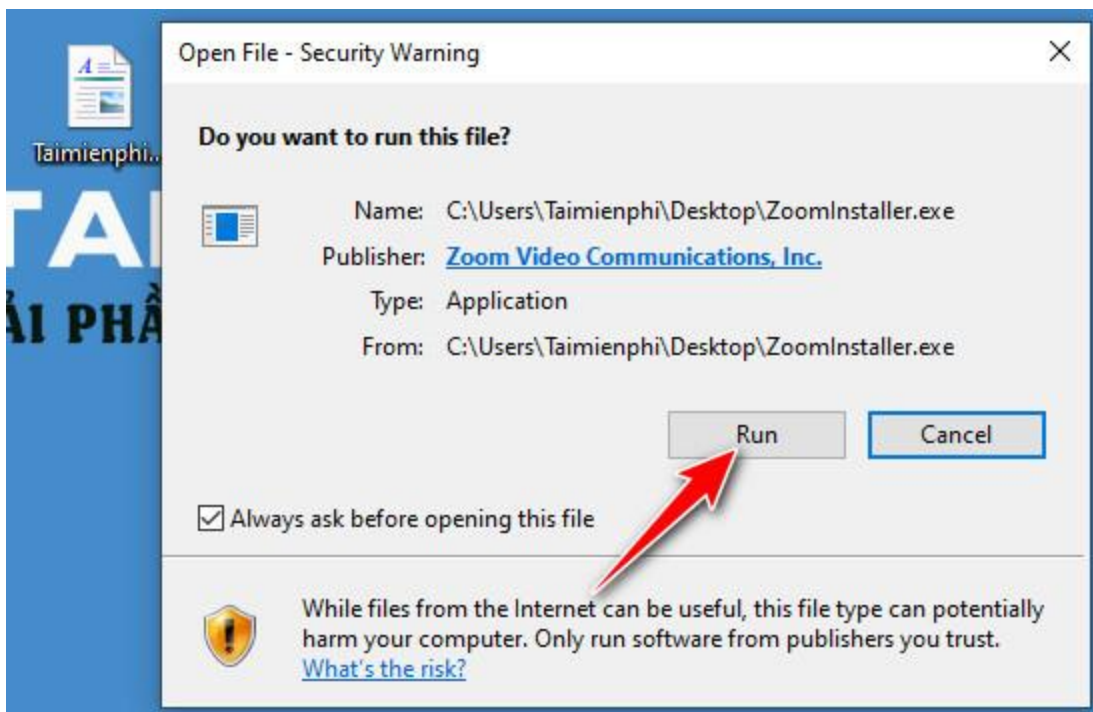 Open File - Security Warning
Taimienphi..
Do you want to run this file?
Name: C:\Users\Taimienphi\Desktop\ZoomInstaller.exe
Publisher: Zoom Video Communications, Inc.
Type: Application
From: C:\Users\Taimienphi\Desktop\ZoomInstaller.exe
TA
ẢI PHẦ
Run Cancel
Always ask before opening this file
While files from the Internet can be useful, this file type can potentially
harm your computer. Only run software from publishers you trust.
What's the risk?